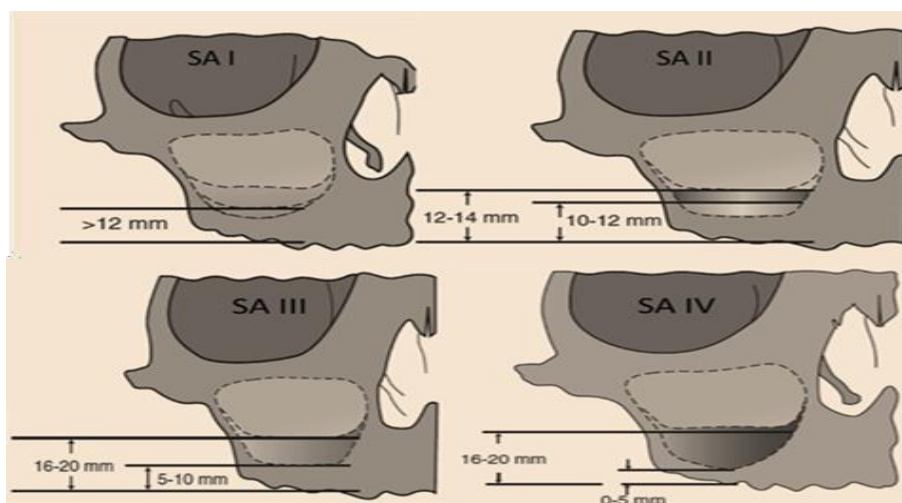 SA I
>12 mm
SA II
12-14 mm
10-12 mm
SA III
16-20 mm
5-10 mm
SA IV
16-20 mm
0-5 mm